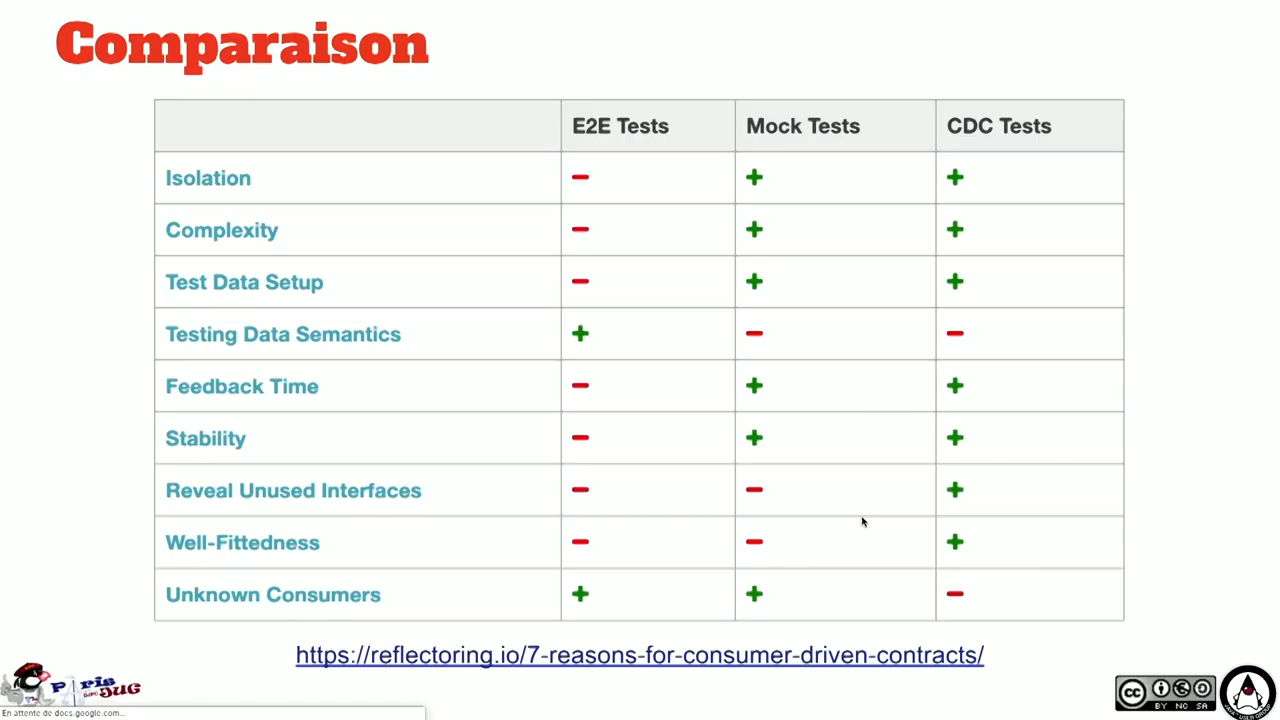 Comparaison
E2E Tests Mock Tests CDC Tests
Isolation - + +
Complexity - + +
Test Data Setup - + +
Testing Data Semantics + - -
Feedback Time - + +
Stability - + +
Reveal Unused Interfaces - - +
Well-Fittedness - - +
Unknown Consumers + + -
https://reflectoring.io/7-reasons-for-consumer-driven-contracts/
Paris
JUG
cc
BY NC SA
En attente de docs.google.com...